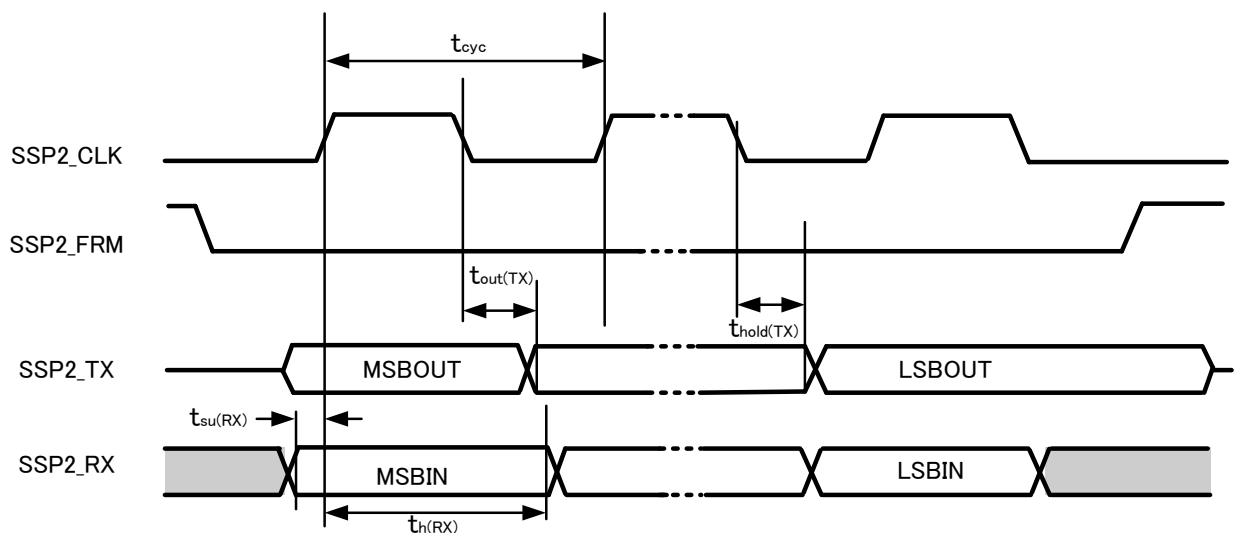 tcyc
SSP2_CLK
SSP2_FRM
tout(TX)
thold(TX)
SSP2_TX
MSBOUT
LSBOUT
tsu(RX)
SSP2_RX
MSBIN
LSBIN
th(RX)